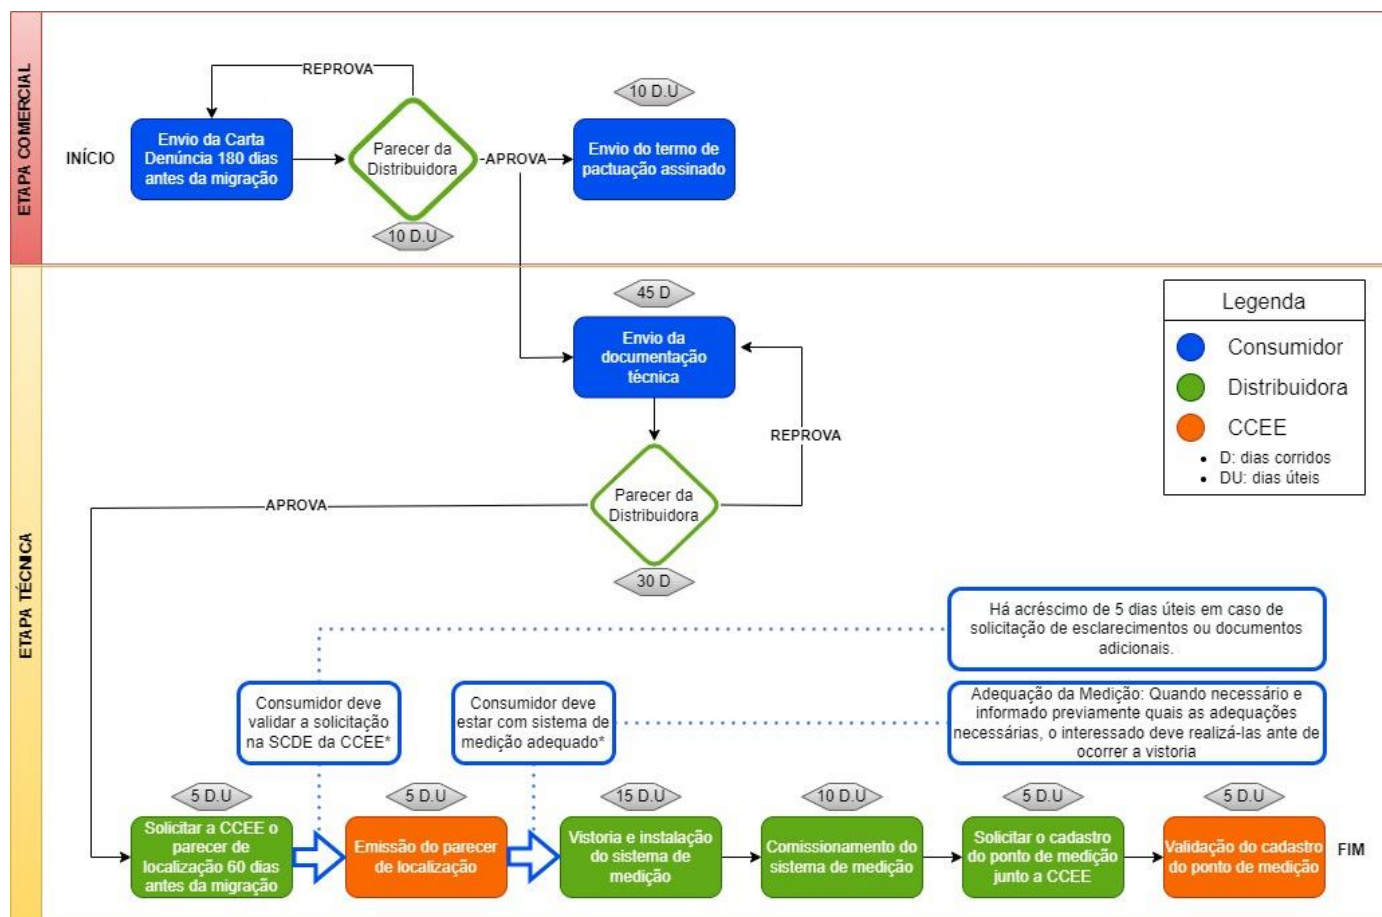 ETAPA COMERCIAL
INÍCIO
REPROVA
Envio da Carta
Denúncia 180 dias
antes da migração
Parecer da
Distribuidora
10 D.U
APROVA
10 D.U
Envio do termo de
pactuação assinado
ETAPA TÉCNICA
45 D
Envio da
documentação
técnica
REPROVA
Parecer da
Distribuidora
30 D
APROVA
Legenda
Consumidor
Distribuidora
CCEE
• D: dias corridos
• DU: dias úteis
Há acréscimo de 5 dias úteis em caso de
solicitação de esclarecimentos ou documentos
adicionais.
Consumidor deve
validar a solicitação
na SCDE da CCEE*
Consumidor deve
estar com sistema de
medição adequado*
Adequação da Medição: Quando necessário e
informado previamente quais as adequações
necessárias, o interessado deve realizá-las ante de
ocorrer a vistoria
5 D.U
Solicitar a CCEE o
parecer de
localização 60 dias
antes da migração
5 D.U
Emissão do parecer
de localização
15 D.U
Vistoria e instalação
do sistema de
medição
10 D.U
Comissionamento do
sistema de medição
5 D.U
Solicitar o cadastro
do ponto de medição
junto a CCEE
5 D.U
Validação do cadastro
do ponto de medição
FIM